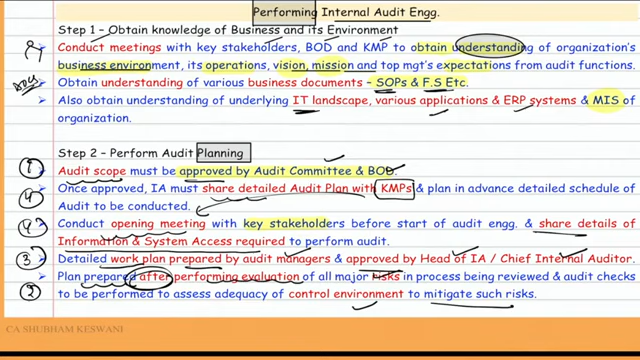 Performing Internal Audit Engg.
Step 1 – Obtain knowledge of Business and its Environment
Conduct meetings with key stakeholders, BOD and KMP to obtain understanding of organization's
business environment, its operations, vision, mission and top mgt's expectations from audit functions.
Docs
Obtain understanding of various business documents – SOPs & F.S Etc.
Also obtain understanding of underlying IT landscape, various applications & ERP systems & MIS of
organization.
Step 2 – Perform Audit Planning
1 Audit scope must be approved by Audit Committee & BOD.
4 Once approved, IA must share detailed Audit Plan with KMPs & plan in advance detailed schedule of
Audit to be conducted.
Conduct opening meeting with key stakeholders before start of audit engg. & share details of
Information & System Access required to perform audit.
3 Detailed work plan prepared by audit managers & approved by Head of IA / Chief Internal Auditor.
Plan prepared after performing evaluation of all major risks in process being reviewed & audit checks
2 to be performed to assess adequacy of control environment to mitigate such risks.
CA SHUBHAM KESWANI